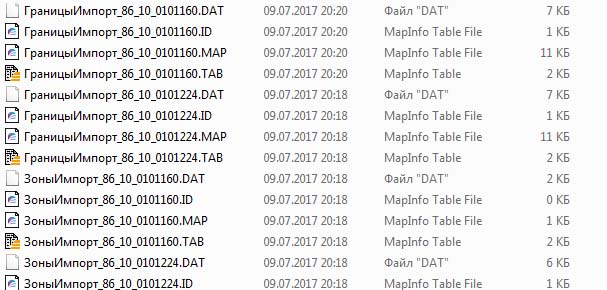 ГраницыИмпорт_86_10_0101160.DAT 09.07.2017 20:20 Файл "DAT" 7 КБ
ГраницыИмпорт_86_10_0101160.ID 09.07.2017 20:20 MapInfo Table File 1 КБ
ГраницыИмпорт_86_10_0101160.MAP 09.07.2017 20:20 MapInfo Table File 11 КБ
ГраницыИмпорт_86_10_0101160.TAB 09.07.2017 20:20 MapInfo Table 2 КБ
ГраницыИмпорт_86_10_0101224.DAT 09.07.2017 20:18 Файл "DAT" 7 КБ
ГраницыИмпорт_86_10_0101224.ID 09.07.2017 20:18 MapInfo Table File 1 КБ
ГраницыИмпорт_86_10_0101224.MAP 09.07.2017 20:18 MapInfo Table File 11 КБ
ГраницыИмпорт_86_10_0101224.TAB 09.07.2017 20:18 MapInfo Table 2 КБ
ЗоныИмпорт_86_10_0101160.DAT 09.07.2017 20:18 Файл "DAT" 2 КБ
ЗоныИмпорт_86_10_0101160.ID 09.07.2017 20:18 MapInfo Table File 0 КБ
ЗоныИмпорт_86_10_0101160.MAP 09.07.2017 20:18 MapInfo Table File 1 КБ
ЗоныИмпорт_86_10_0101160.TAB 09.07.2017 20:18 MapInfo Table 2 КБ
ЗоныИмпорт_86_10_0101224.DAT 09.07.2017 20:18 Файл "DAT" 6 КБ
ЗоныИмпорт_86_10_0101224.ID 09.07.2017 20:18 MapInfo Table File 1 КБ